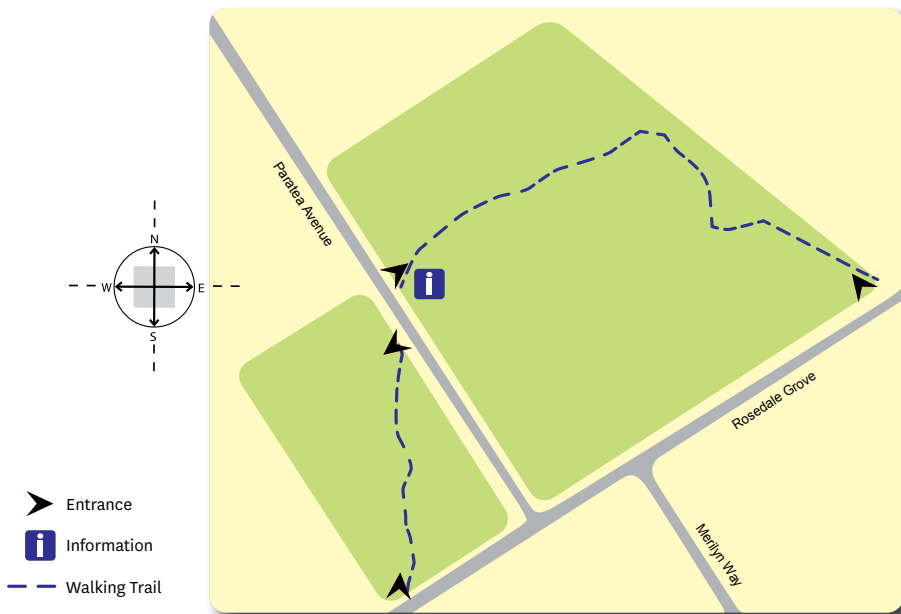 Paratea Avenue
N
W
E
S
Rosedale Grove
Merilyn Way
Entrance
i
Information
Walking Trail